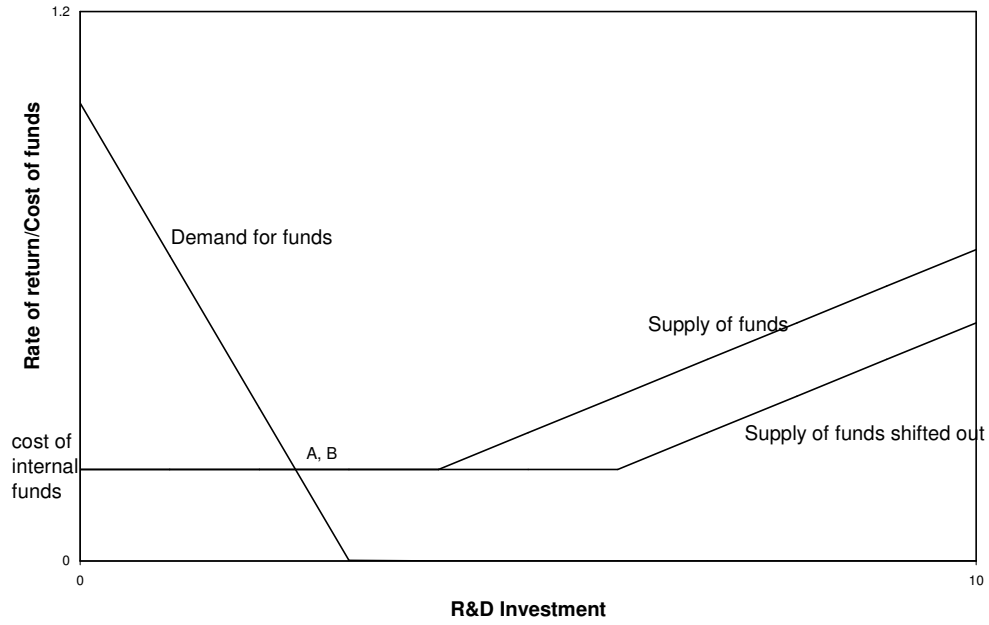 1.2
Rate of return/Cost of funds
Demand for funds
Supply of funds
Supply of funds shifted out
cost of
internal
funds
A, B
0
0
10
R&D Investment